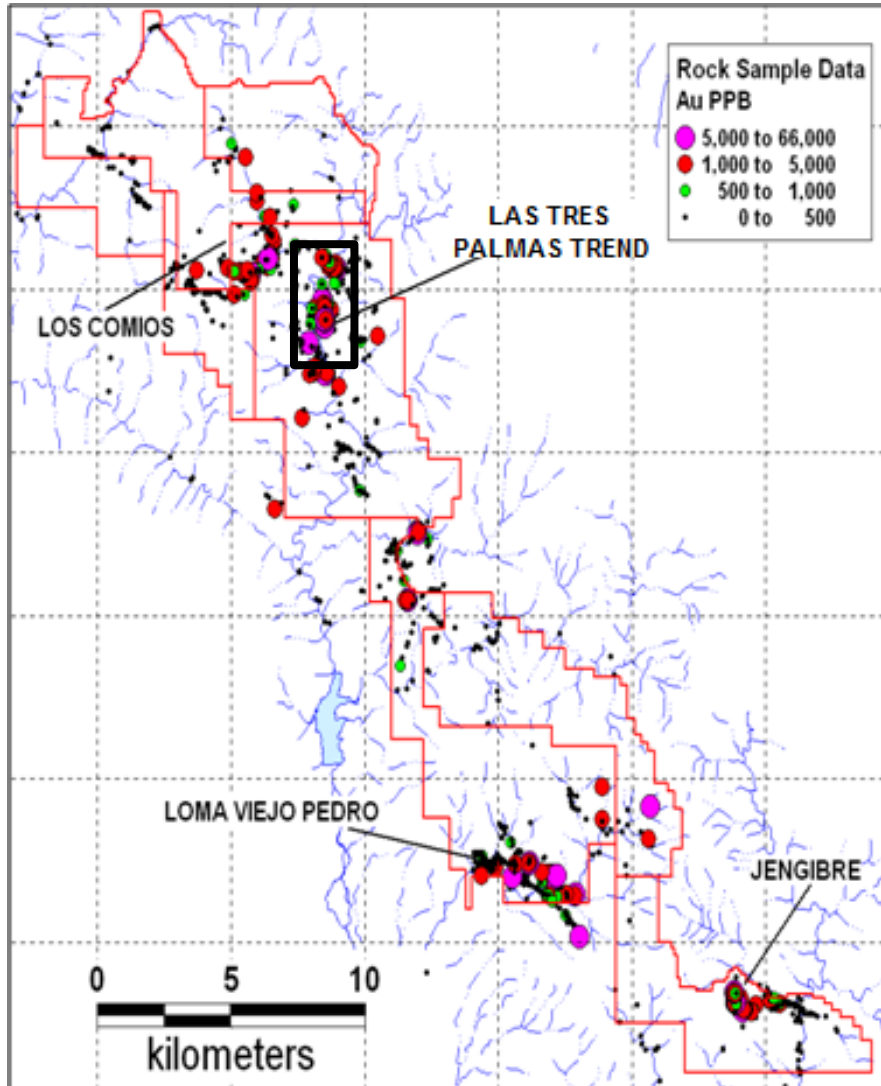 Rock Sample Data
Au PPB
5,000 to 66,000
1,000 to 5,000
500 to 1,000
0 to 500
LAS TRES
PALMAS TREND
LOS COMIOS
LOMA VIEJO PEDRO
JENGIBRE
0 5 10
kilometers